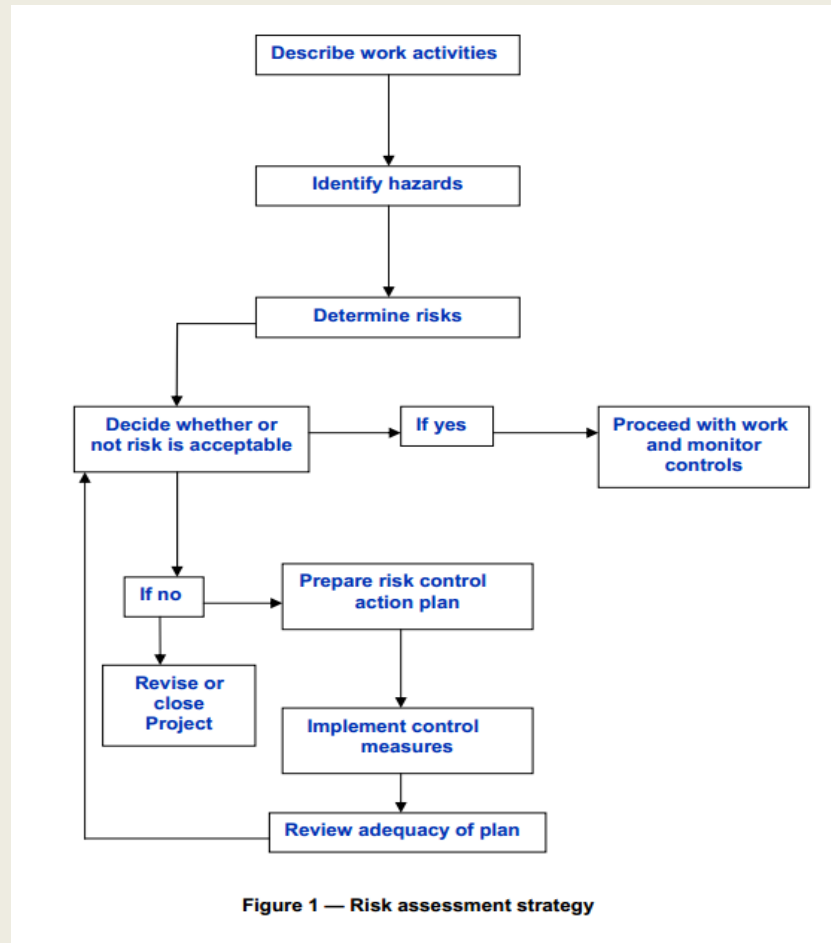 Describe work activities
Identify hazards
Determine risks
Decide whether or
not risk is acceptable
If yes
Proceed with work
and monitor
controls
If no
Prepare risk control
action plan
Revise or
close
Project
Implement control
measures
Review adequacy of plan
Figure 1 — Risk assessment strategy